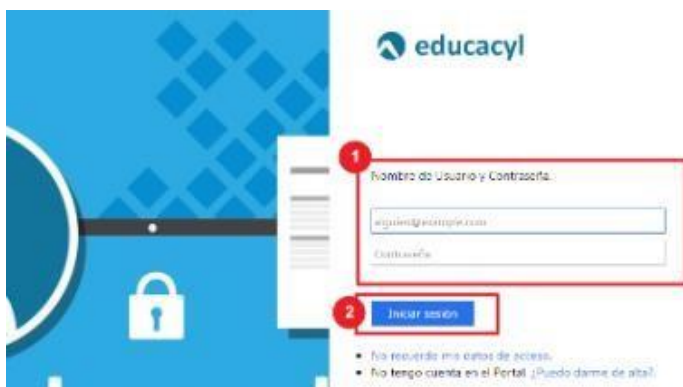 educacyl
1
Nombre de Usuario y Contraseña.
alguien@example.com
Contraseña
2
Iniciar sesión
No recuerdo mis datos de acceso.
No tengo cuenta en el Portal ¿Puedo darme de alta?